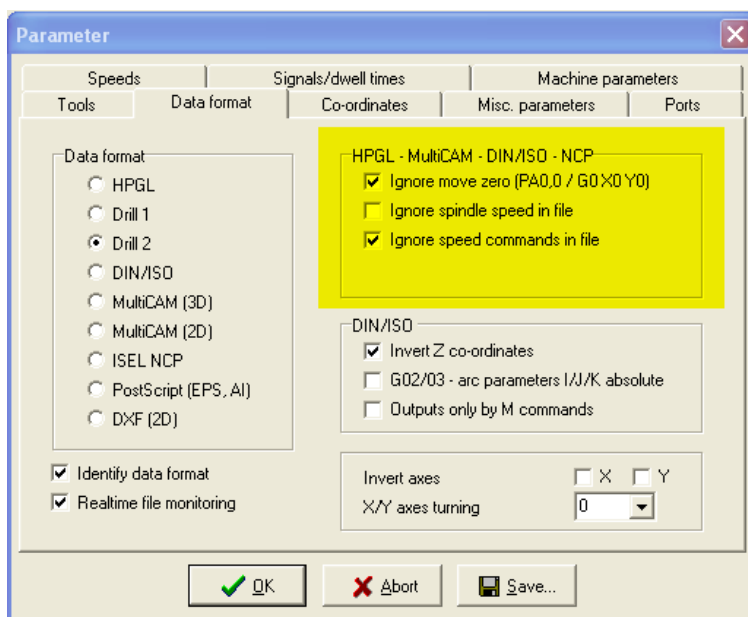 Parameter
Speeds
Signals/dwell times
Machine parameters
Tools
Data format
Co-ordinates
Misc. parameters
Ports
Data format
HPGL
Drill 1
Drill 2
DIN/ISO
MultiCAM (3D)
MultiCAM (2D)
ISEL NCP
PostScript (EPS, AI)
DXF (2D)
Identify data format
Realtime file monitoring
HPGL - MultiCAM - DIN/ISO - NCP
Ignore move zero (PA0,0 / G0 X0 Y0)
Ignore spindle speed in file
Ignore speed commands in file
DIN/ISO
Invert Z co-ordinates
G02/03 - arc parameters I/J/K absolute
Outputs only by M commands
Invert axes X Y
X/Y axes turning 0
OK
Abort
Save...